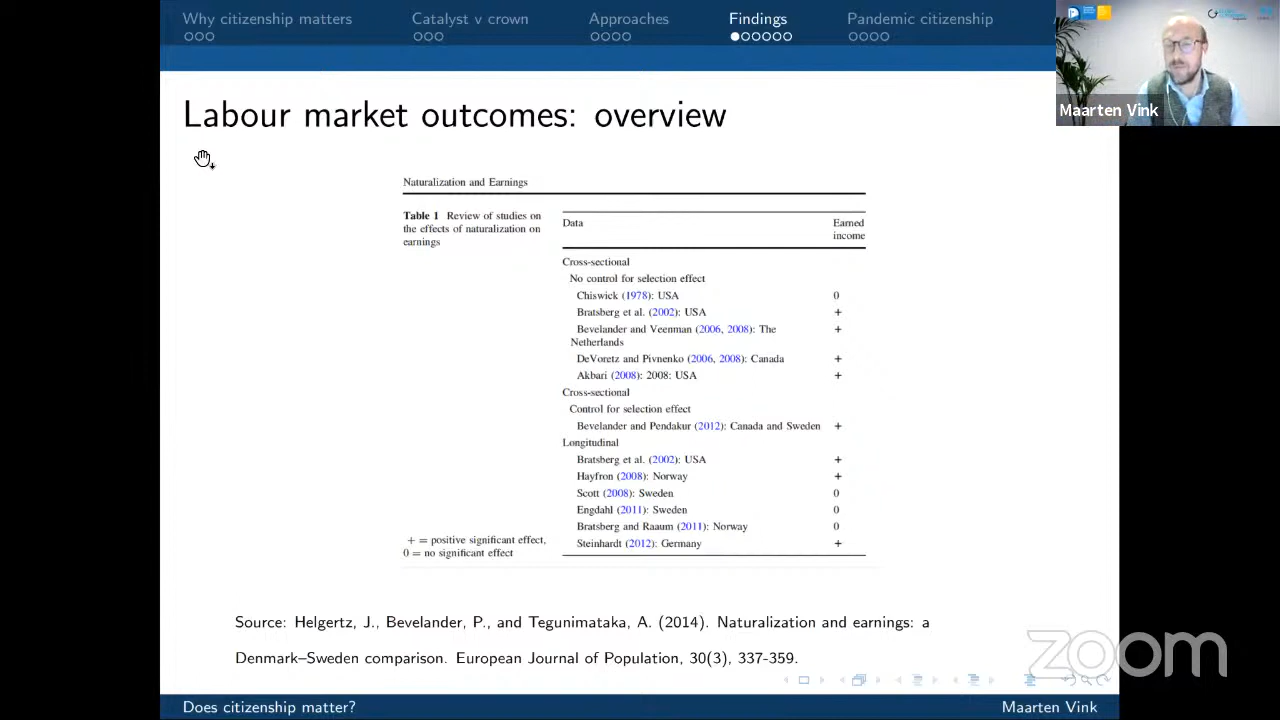 Why citizenship matters Catalyst v crown Approaches Findings Pandemic citizenship
Maarten Vink
Labour market outcomes: overview
Naturalization and Earnings
Table 1 Review of studies on
the effects of naturalization on
earnings
Data Earned
income
Cross-sectional
No control for selection effect
Chiswick (1978): USA 0
Bratsberg et al. (2002): USA +
Bevelander and Veenman (2006, 2008): The
Netherlands +
DeVoretz and Pivnenko (2006, 2008): Canada +
Akbari (2008): 2008: USA +
Cross-sectional
Control for selection effect
Bevelander and Pendakur (2012): Canada and Sweden +
Longitudinal
Bratsberg et al. (2002): USA +
Hayfron (2008): Norway +
Scott (2008): Sweden 0
Engdahl (2011): Sweden 0
Bratsberg and Raaum (2011): Norway 0
Steinhardt (2012): Germany +
+ = positive significant effect,
0 = no significant effect
Source: Helgertz, J., Bevelander, P., and Tegunimataka, A. (2014). Naturalization and earnings: a
Denmark–Sweden comparison. European Journal of Population, 30(3), 337-359.
zoom
Does citizenship matter? Maarten Vink